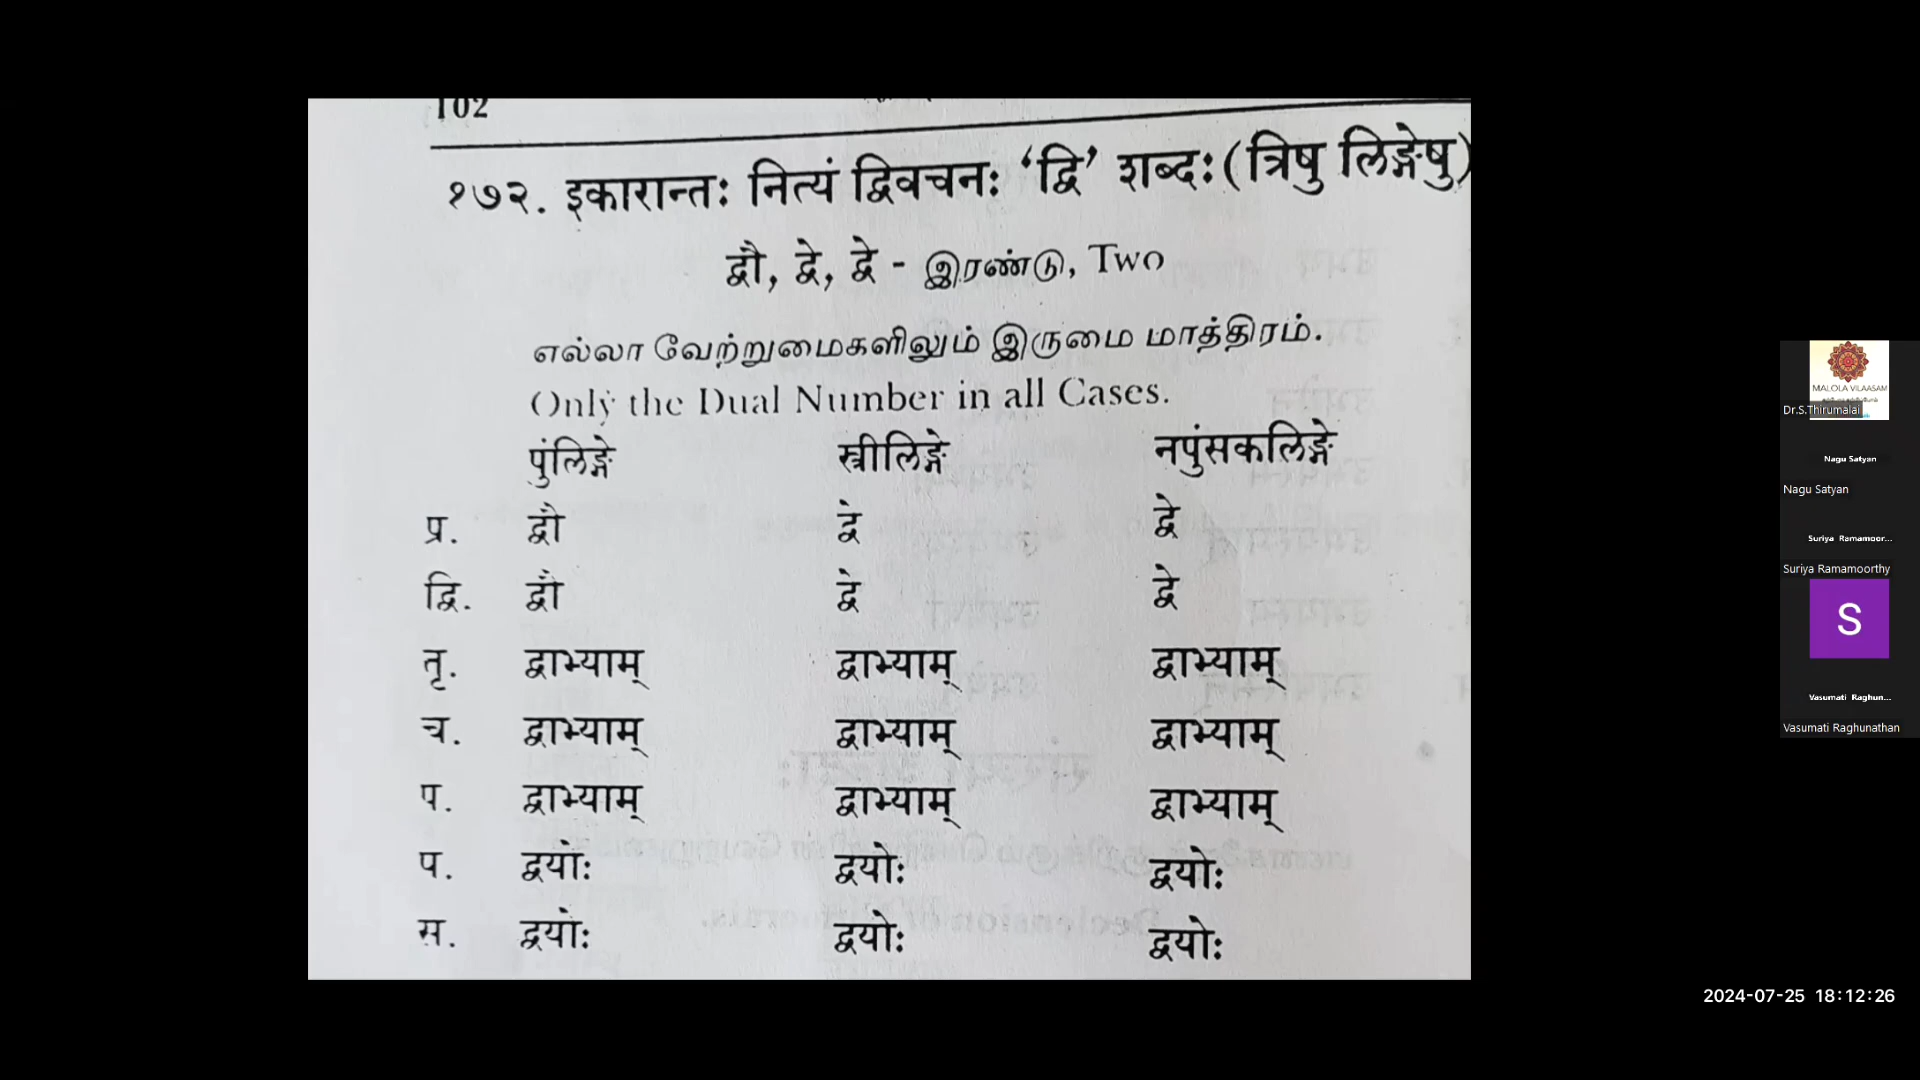 102
१७२. इकारान्तः नित्यं द्विवचनः ‘द्वि’ शब्दः (त्रिषु लिङ्गेषु)
द्वौ, द्वे, द्वे - இரண்டு, Two
எல்லா வேற்றுமைகளிலும் இருமை மாத்திரம்.
Only the Dual Number in all Cases.
पुंलिङ्गे स्त्रीलिङ्गे नपुंसकलिङ्गे
प्र. द्वौ द्वे द्वे
द्वि. द्वौ द्वे द्वे
तृ. द्वाभ्याम् द्वाभ्याम् द्वाभ्याम्
च. द्वाभ्याम् द्वाभ्याम् द्वाभ्याम्
प. द्वाभ्याम् द्वाभ्याम् द्वाभ्याम्
ष. द्वयोः द्वयोः द्वयोः
स. द्वयोः द्वयोः द्वयोः
MALOLA VILAASAM
Dr.S.Thirumalai
Nagu Satyan
Nagu Satyan
Suriya Ramamoor...
Suriya Ramamoorthy
S
Vasumati Raghun...
Vasumati Raghunathan
2024-07-25 18:12:26